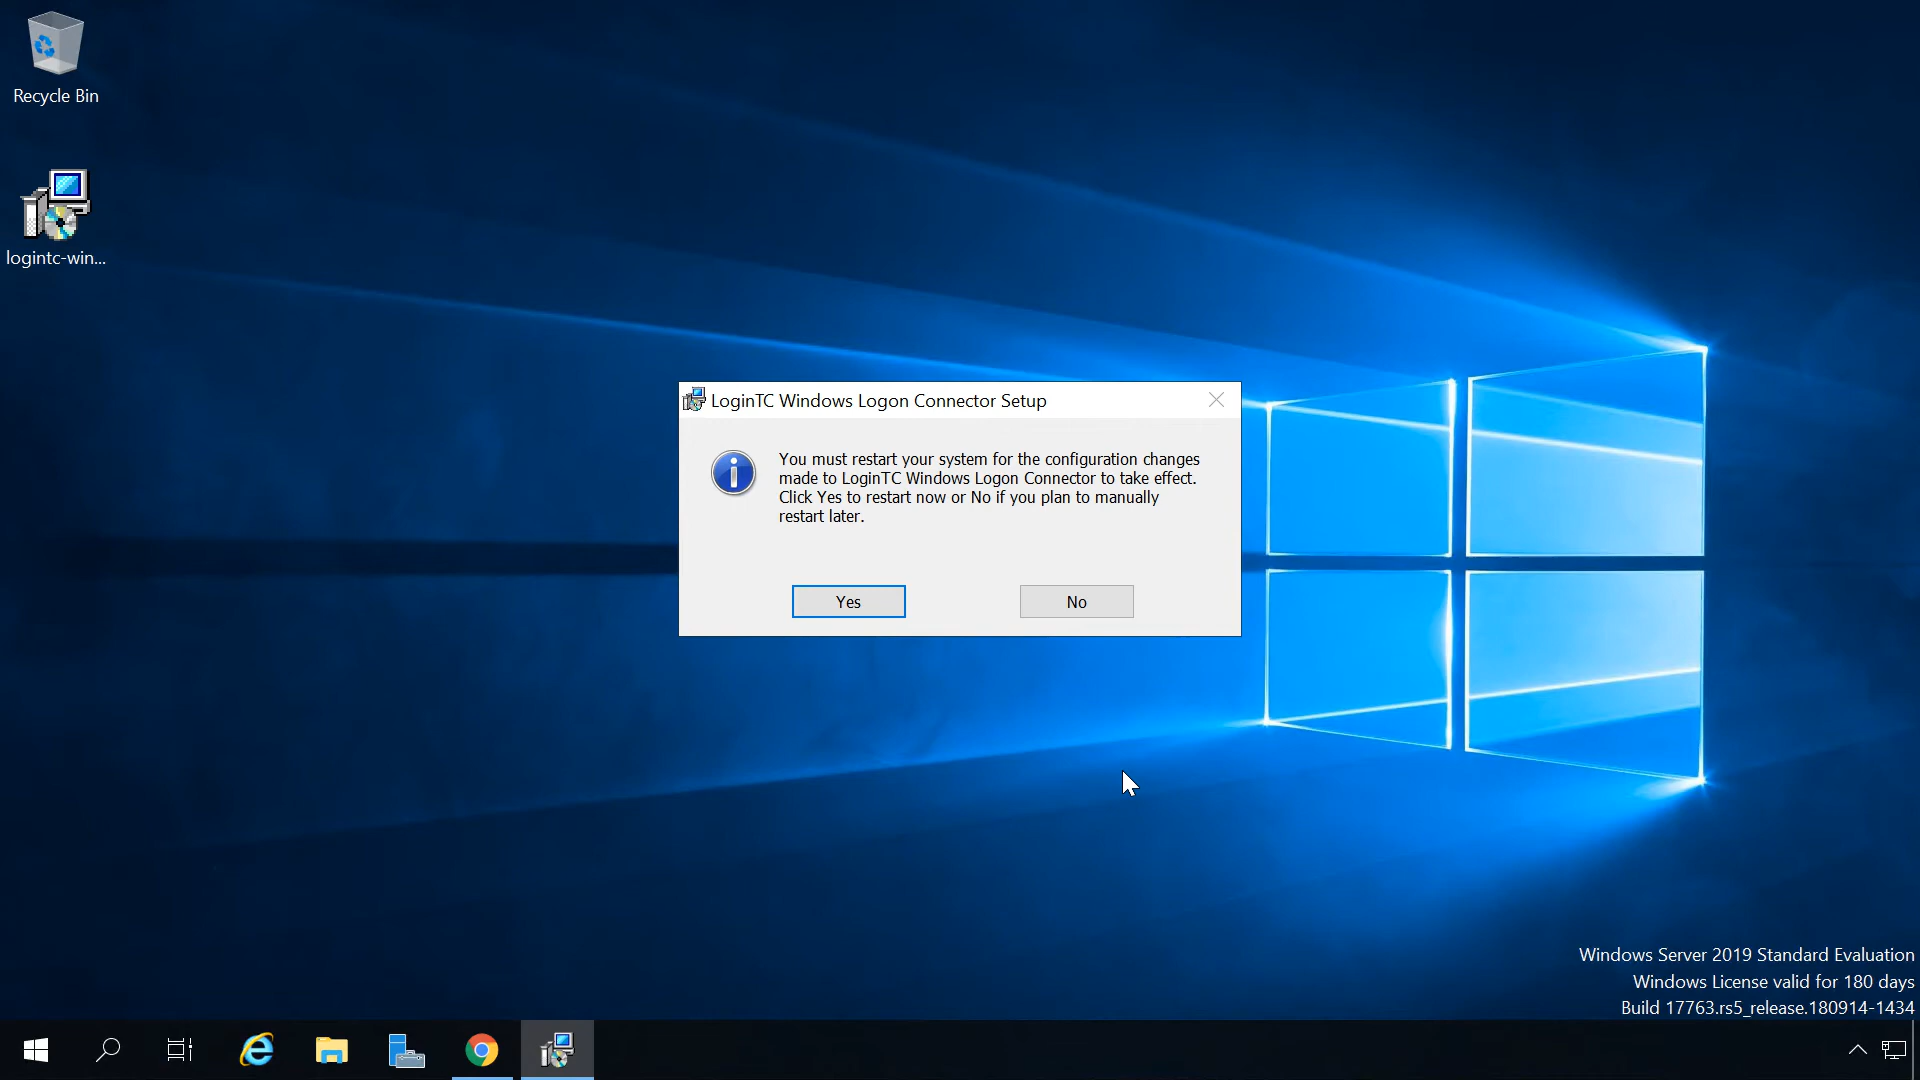 Recycle Bin
logintc-win...
LoginTC Windows Logon Connector Setup
You must restart your system for the configuration changes
made to LoginTC Windows Logon Connector to take effect.
Click Yes to restart now or No if you plan to manually
restart later.
Yes
No
Windows Server 2019 Standard Evaluation
Windows License valid for 180 days
Build 17763.rs5_release.180914-1434